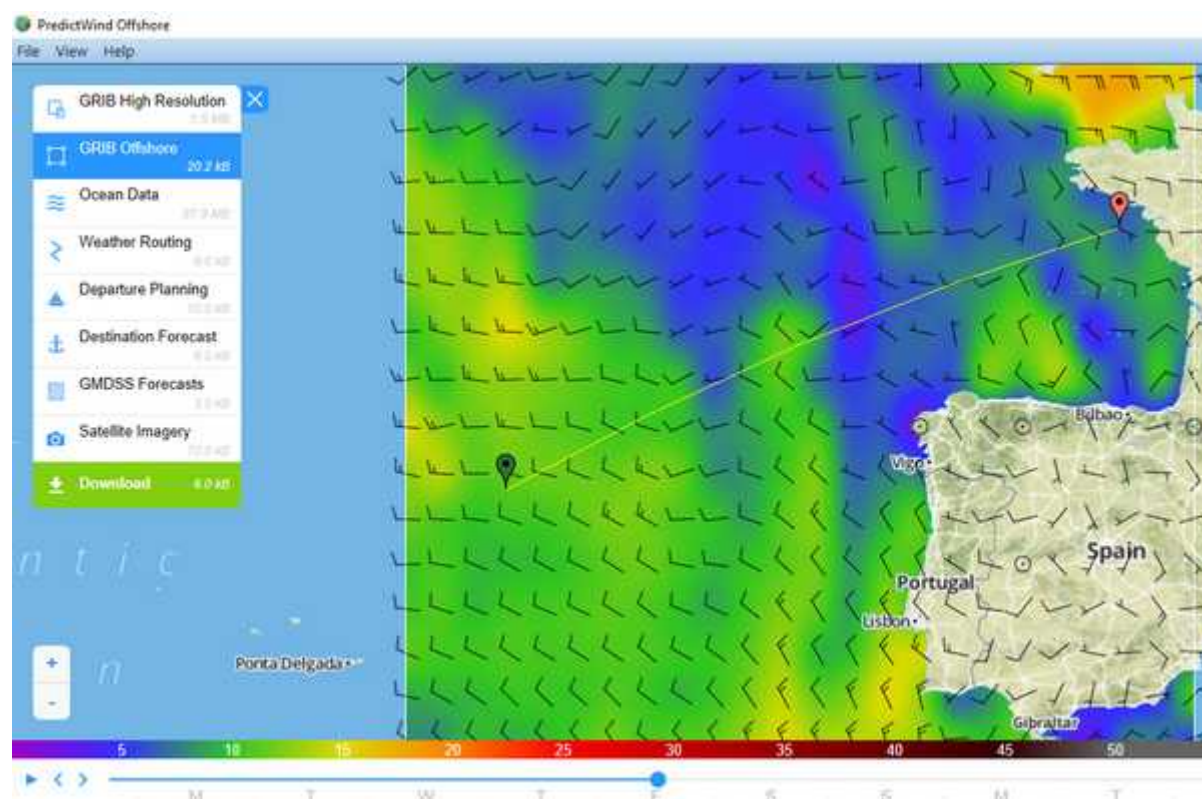 PredictWind Offshore
File View Help
GRIB High Resolution
GRIB Offshore
20.2 kB
Ocean Data
Weather Routing
Departure Planning
Destination Forecast
GMDSS Forecasts
Satellite Imagery
Download 6.0 kB
Bilbao
Vigo
Spain
Portugal
Lisbon
n t i c
Ponta Delgada
n
Gibraltar
5 10 15 20 25 30 35 40 45 50
M T W T F S S M T